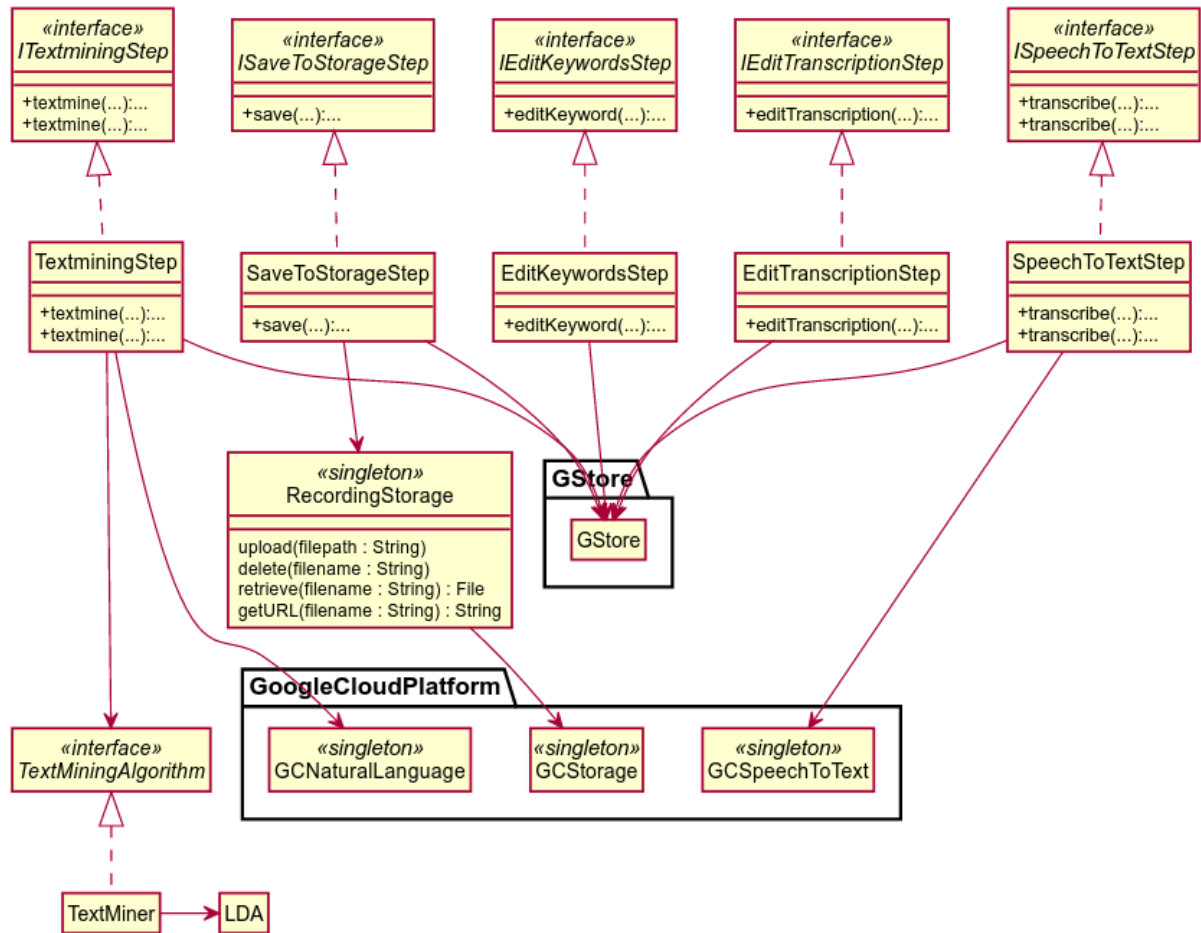 «interface»
ITextminingStep
+textmine(...):...
+textmine(...):...
«interface»
ISaveToStorageStep
+save(...):...
«interface»
IEditKeywordsStep
+editKeyword(...):...
«interface»
IEditTranscriptionStep
+editTranscription(...):...
«interface»
ISpeechToTextStep
+transcribe(...):...
+transcribe(...):...
TextminingStep
+textmine(...):...
+textmine(...):...
SaveToStorageStep
+save(...):...
EditKeywordsStep
+editKeyword(...):...
EditTranscriptionStep
+editTranscription(...):...
SpeechToTextStep
+transcribe(...):...
+transcribe(...):...
«singleton»
RecordingStorage
upload(filepath : String)
delete(filename : String)
retrieve(filename : String) : File
getURL(filename : String) : String
GStore
GStore
GoogleCloudPlatform
«interface»
TextMiningAlgorithm
«singleton»
GCNaturalLanguage
«singleton»
GCStorage
«singleton»
GCSpeechToText
TextMiner
LDA